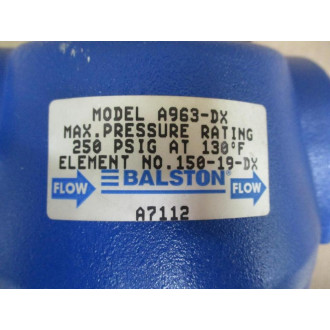 MODEL A963-DX
MAX.PRESSURE RATING
250 PSIG AT 130°F
ELEMENT NO.150-19-DX
FLOW BALSTON FLOW
A7112